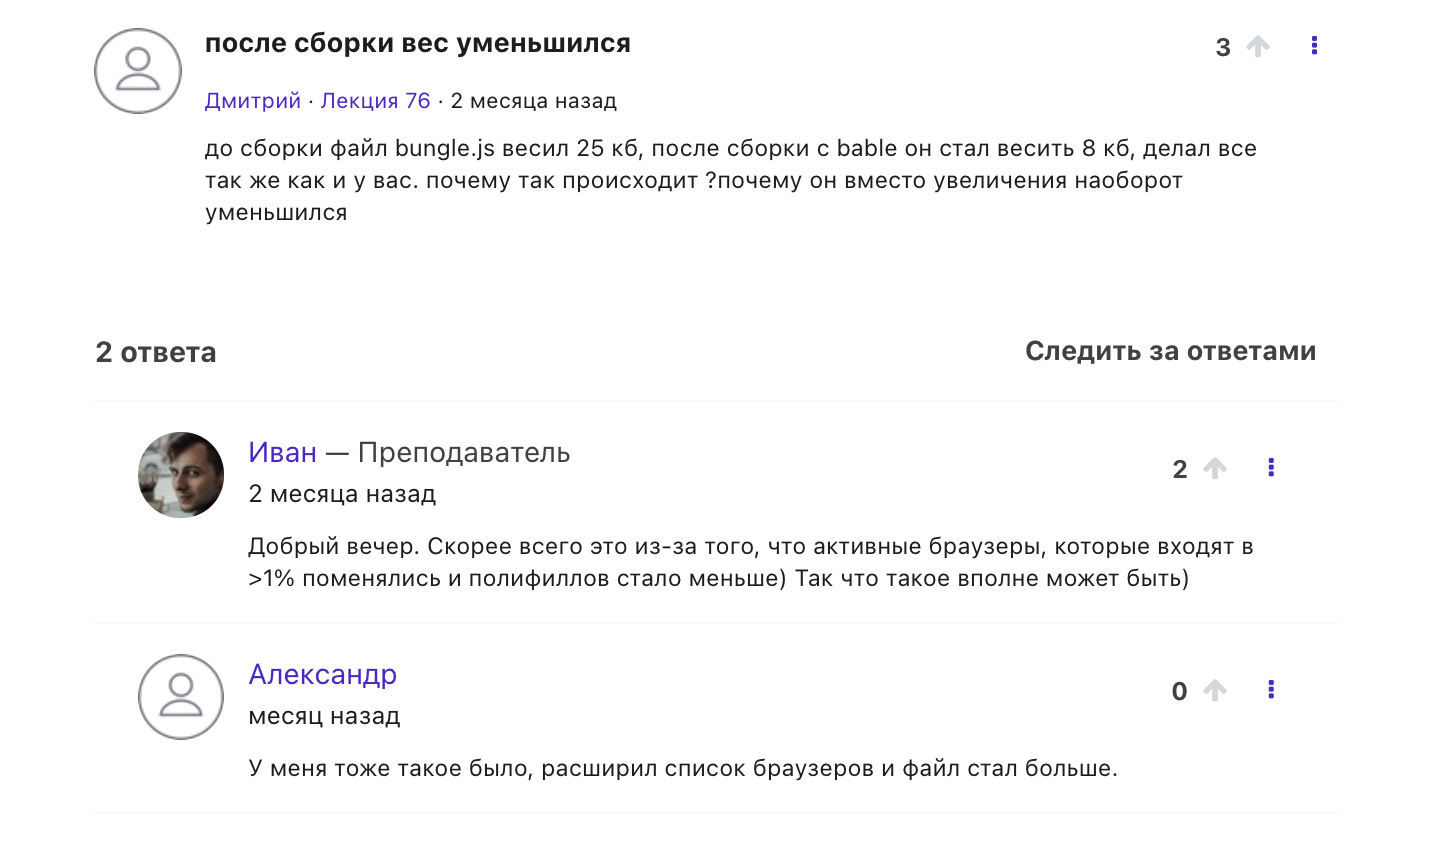 после сборки вес уменьшился
3
Дмитрий · Лекция 76 · 2 месяца назад
до сборки файл bungle.js весил 25 кб, после сборки с bable он стал весить 8 кб, делал все
так же как и у вас. почему так происходит ?почему он вместо увеличения наоборот
уменьшился
2 ответа
Следить за ответами
Иван — Преподаватель
2
2 месяца назад
Добрый вечер. Скорее всего это из-за того, что активные браузеры, которые входят в
>1% поменялись и полифиллов стало меньше) Так что такое вполне может быть)
Александр
0
месяц назад
У меня тоже такое было, расширил список браузеров и файл стал больше.